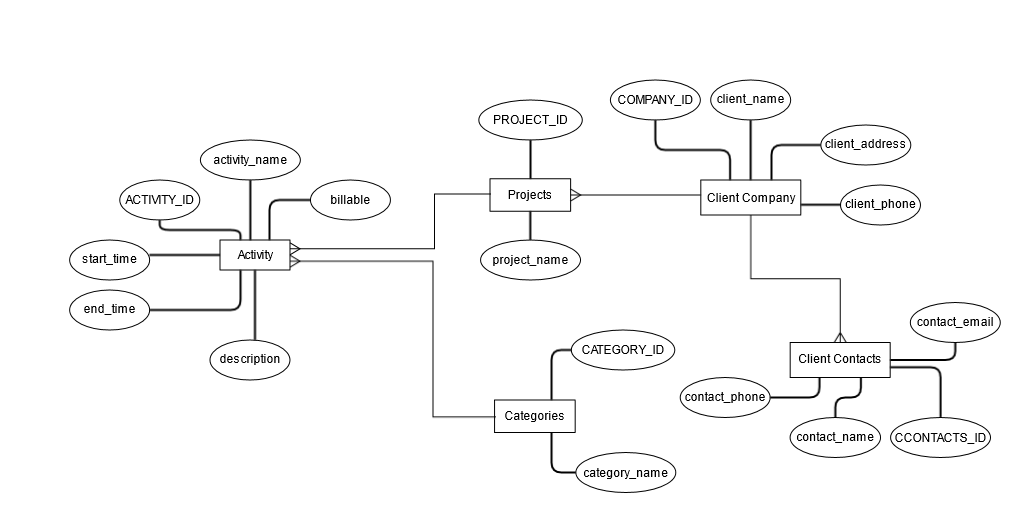 COMPANY_ID
client_name
PROJECT_ID
client_address
activity_name
ACTIVITY_ID
billable
Projects
Client Company
client_phone
start_time
Activity
project_name
end_time
contact_email
description
CATEGORY_ID
Client Contacts
contact_phone
Categories
contact_name
CCONTACTS_ID
category_name